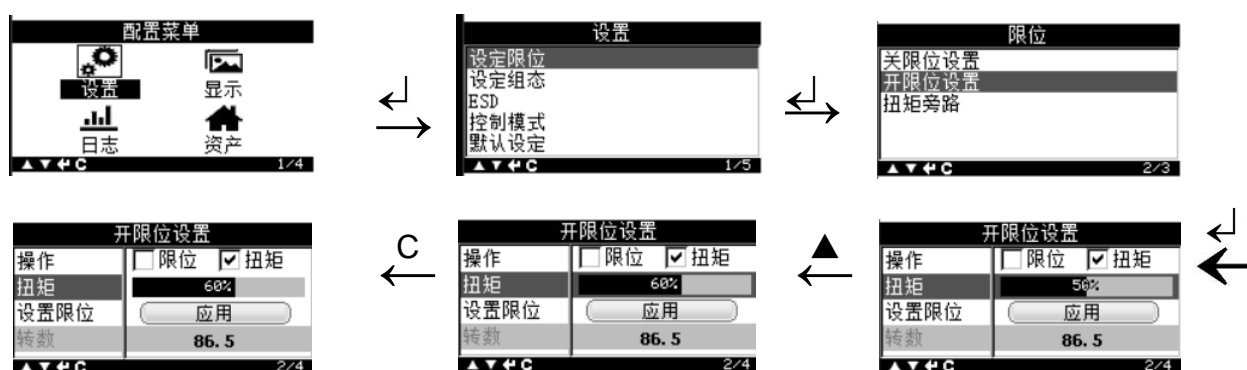 配置菜单
设置 显示
日志 资产
▲ ▼ ↵ C 1/4
↵
设置
设定限位
设定组态
ESD
控制模式
默认设定
▲ ▼ ↵ C 1/5
↵
限位
关限位设置
开限位设置
扭矩旁路
▲ ▼ ↵ C 2/3
↵
开限位设置
操作 限位 扭矩
扭矩 50%
设置限位 应用
转数 86.5
▲ ▼ ↵ C 2/4
▲
开限位设置
操作 限位 扭矩
扭矩 60%
设置限位 应用
转数 86.5
▲ ▼ ↵ C 2/4
C
开限位设置
操作 限位 扭矩
扭矩 60%
设置限位 应用
转数 86.5
▲ ▼ ↵ C 2/4